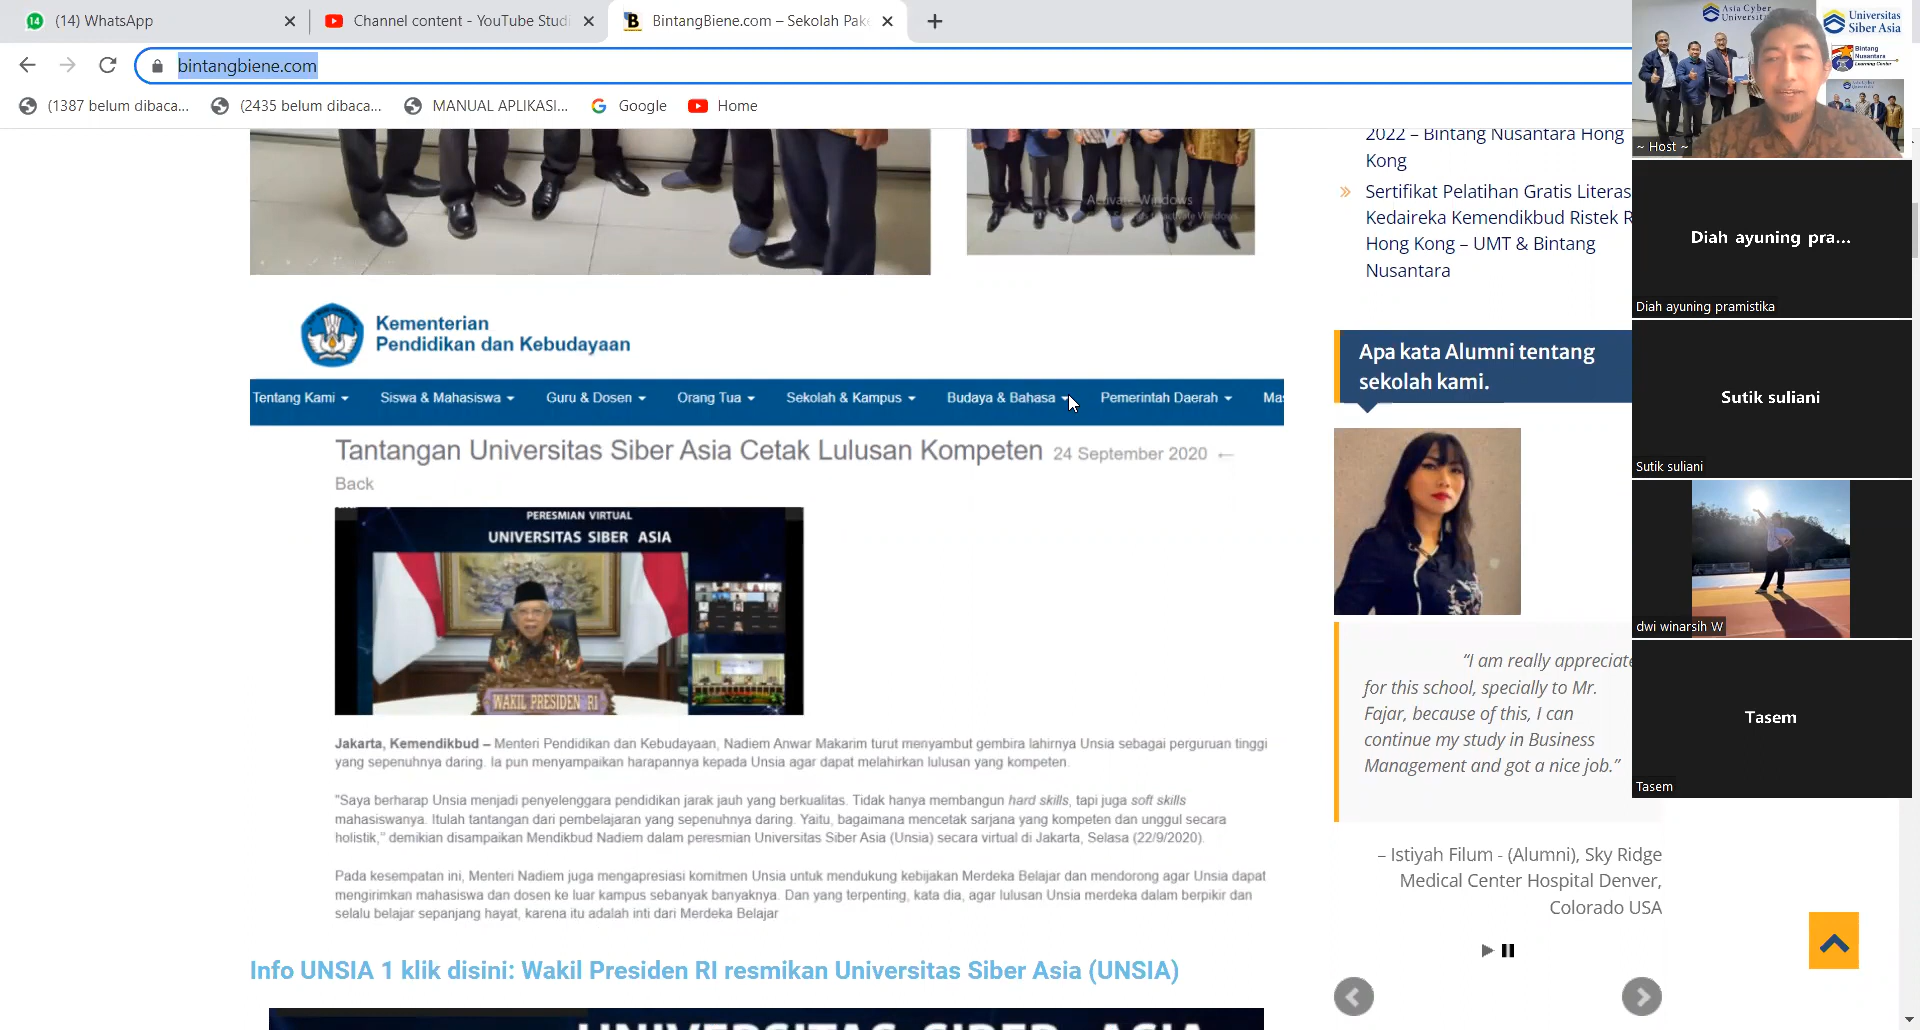 (14) WhatsApp
Channel content - YouTube Studi
BintangBiene.com – Sekolah Pake
bintangbiene.com
(1387 belum dibaca...
(2435 belum dibaca...
MANUAL APLIKASI...
Google
Home
Activate Windows
2022 – Bintang Nusantara Hong
Kong
Sertifikat Pelatihan Gratis Literas
Kedaireka Kemendikbud Ristek R
Hong Kong – UMT & Bintang
Nusantara
Kementerian
Pendidikan dan Kebudayaan
Tentang Kami
Siswa & Mahasiswa
Guru & Dosen
Orang Tua
Sekolah & Kampus
Budaya & Bahasa
Pemerintah Daerah
Mas
Tantangan Universitas Siber Asia Cetak Lulusan Kompeten 24 September 2020 ←
Back
PERESMIAN VIRTUAL
UNIVERSITAS SIBER ASIA
WAKIL PRESIDEN RI
Jakarta, Kemendikbud – Menteri Pendidikan dan Kebudayaan, Nadiem Anwar Makarim turut menyambut gembira lahirnya Unsia sebagai perguruan tinggi
yang sepenuhnya daring. Ia pun menyampaikan harapannya kepada Unsia agar dapat melahirkan lulusan yang kompeten.
"Saya berharap Unsia menjadi penyelenggara pendidikan jarak jauh yang berkualitas. Tidak hanya membangun hard skills, tapi juga soft skills
mahasiswanya. Itulah tantangan dari pembelajaran yang sepenuhnya daring. Yaitu, bagaimana mencetak sarjana yang kompeten dan unggul secara
holistik," demikian disampaikan Mendikbud Nadiem dalam peresmian Universitas Siber Asia (Unsia) secara virtual di Jakarta, Selasa (22/9/2020).
Pada kesempatan ini, Menteri Nadiem juga mengapresiasi komitmen Unsia untuk mendukung kebijakan Merdeka Belajar dan mendorong agar Unsia dapat
mengirimkan mahasiswa dan dosen ke luar kampus sebanyak banyaknya. Dan yang terpenting, kata dia, agar lulusan Unsia merdeka dalam berpikir dan
selalu belajar sepanjang hayat, karena itu adalah inti dari Merdeka Belajar
Info UNSIA 1 klik disini: Wakil Presiden RI resmikan Universitas Siber Asia (UNSIA)
UNIVERSITAS SIBER ASIA
Apa kata Alumni tentang
sekolah kami.
“I am really appreciate
for this school, specially to Mr.
Fajar, because of this, I can
continue my study in Business
Management and got a nice job.”
– Istiyah Filum - (Alumni), Sky Ridge
Medical Center Hospital Denver,
Colorado USA
Asia Cyber
University
Universitas
Siber Asia
Bintang
Nusantara
Learning Center
~ Host ~
Diah ayuning pra...
Diah ayuning pramistika
Sutik suliani
Sutik suliani
dwi winarsih W
Tasem
Tasem